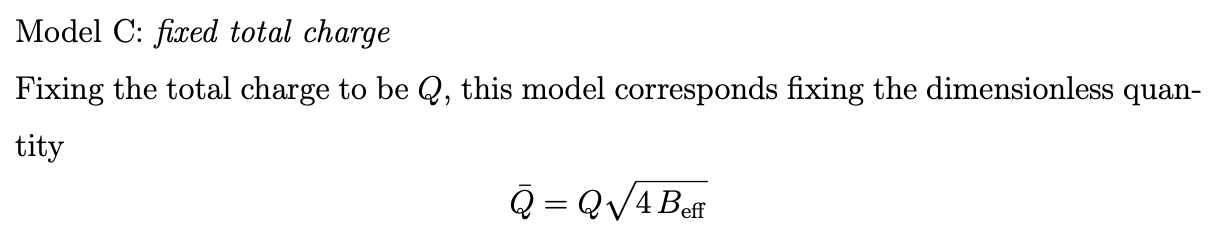 Model C: fixed total charge
Fixing the total charge to be Q, this model corresponds fixing the dimensionless quan-
tity
Q̄ = Q√(4 B_eff)